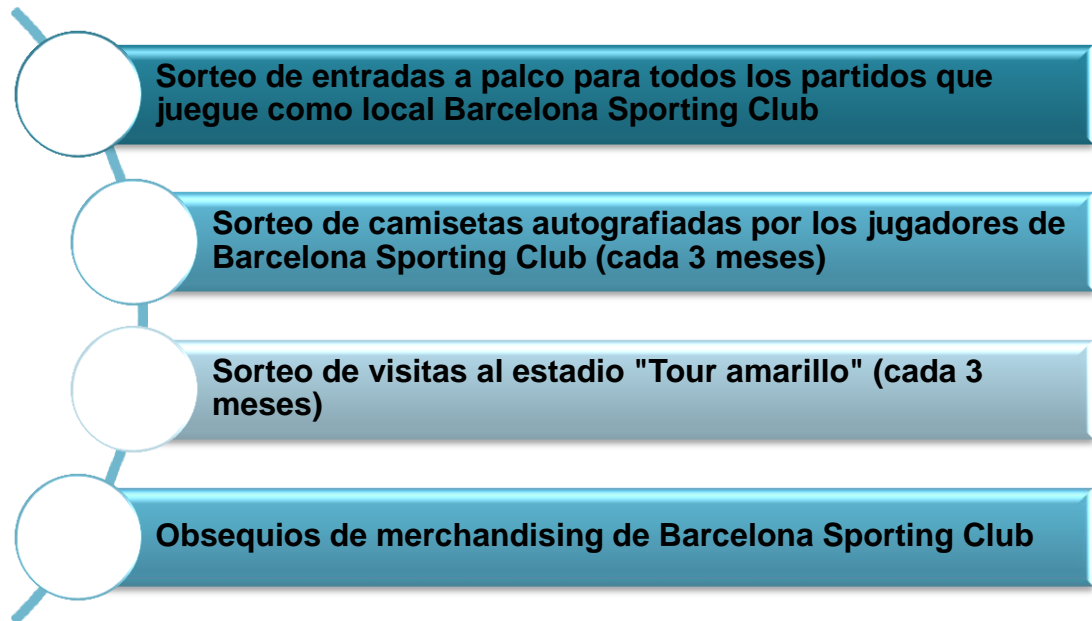 Sorteo de entradas a palco para todos los partidos que
juegue como local Barcelona Sporting Club
Sorteo de camisetas autografiadas por los jugadores de
Barcelona Sporting Club (cada 3 meses)
Sorteo de visitas al estadio "Tour amarillo" (cada 3
meses)
Obsequios de merchandising de Barcelona Sporting Club